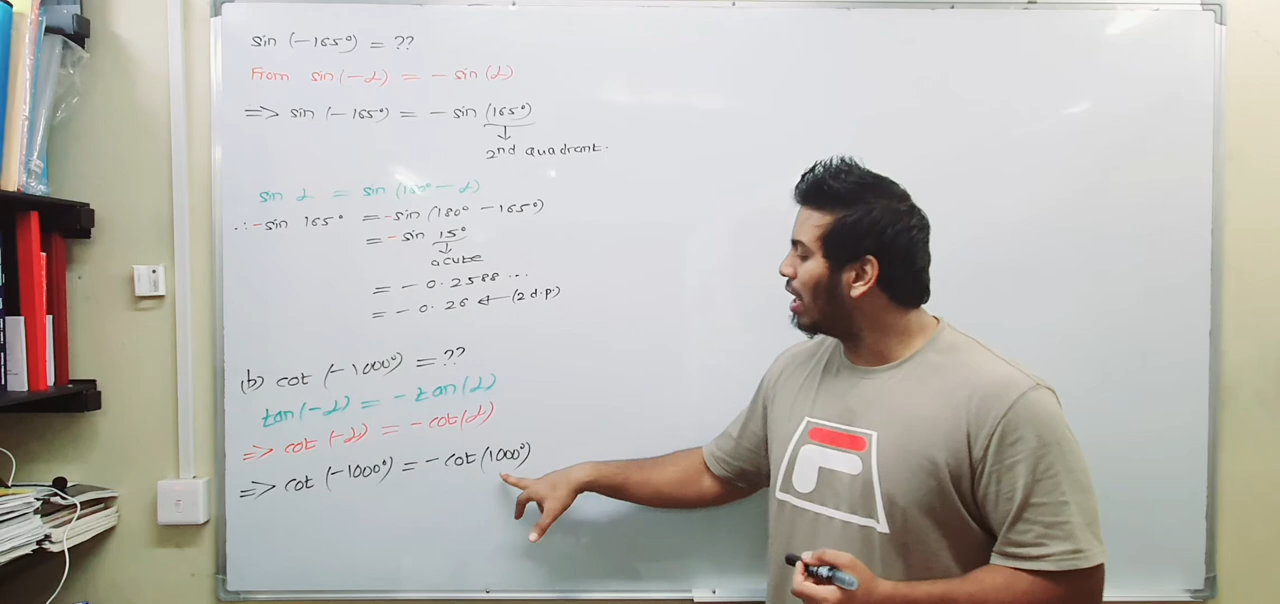 sin (-165°) = ??
From sin(-α) = - sin (α)
=> sin (-165°) = - sin (165°)
↓
2nd quadrant.
sin α = sin (180° - α)
∴ -sin 165° = -sin (180° - 165°)
= - sin 15°
↓
acute
= - 0.2588 ...
= - 0.26 ← (2 d.p.)
(b) cot (-1000°) = ??
tan(-α) = - tan(α)
=> cot (-α) = - cot(α)
=> cot (-1000°) = - cot (1000°)